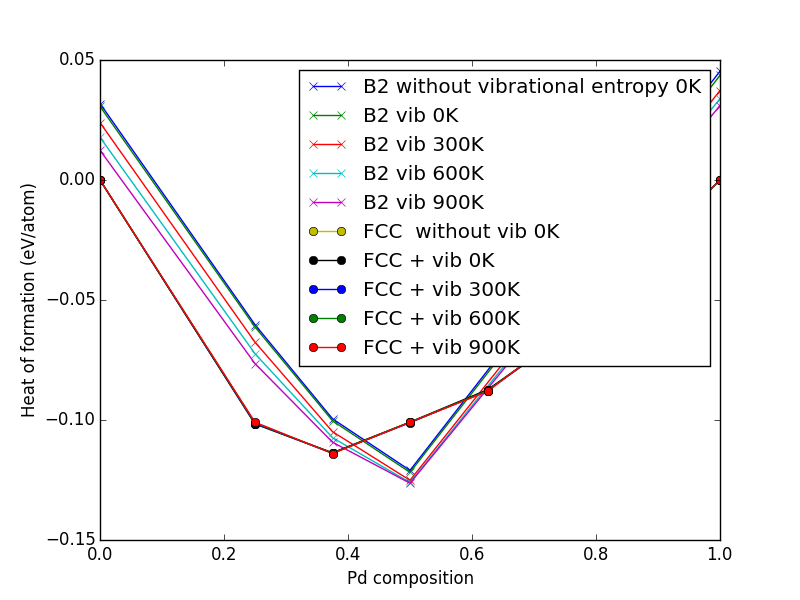 0.05
0.00
−0.05
−0.10
−0.15
Heat of formation (eV/atom)
B2 without vibrational entropy 0K
B2 vib 0K
B2 vib 300K
B2 vib 600K
B2 vib 900K
FCC  without vib 0K
FCC + vib 0K
FCC + vib 300K
FCC + vib 600K
FCC + vib 900K
0.0 0.2 0.4 0.6 0.8 1.0
Pd composition